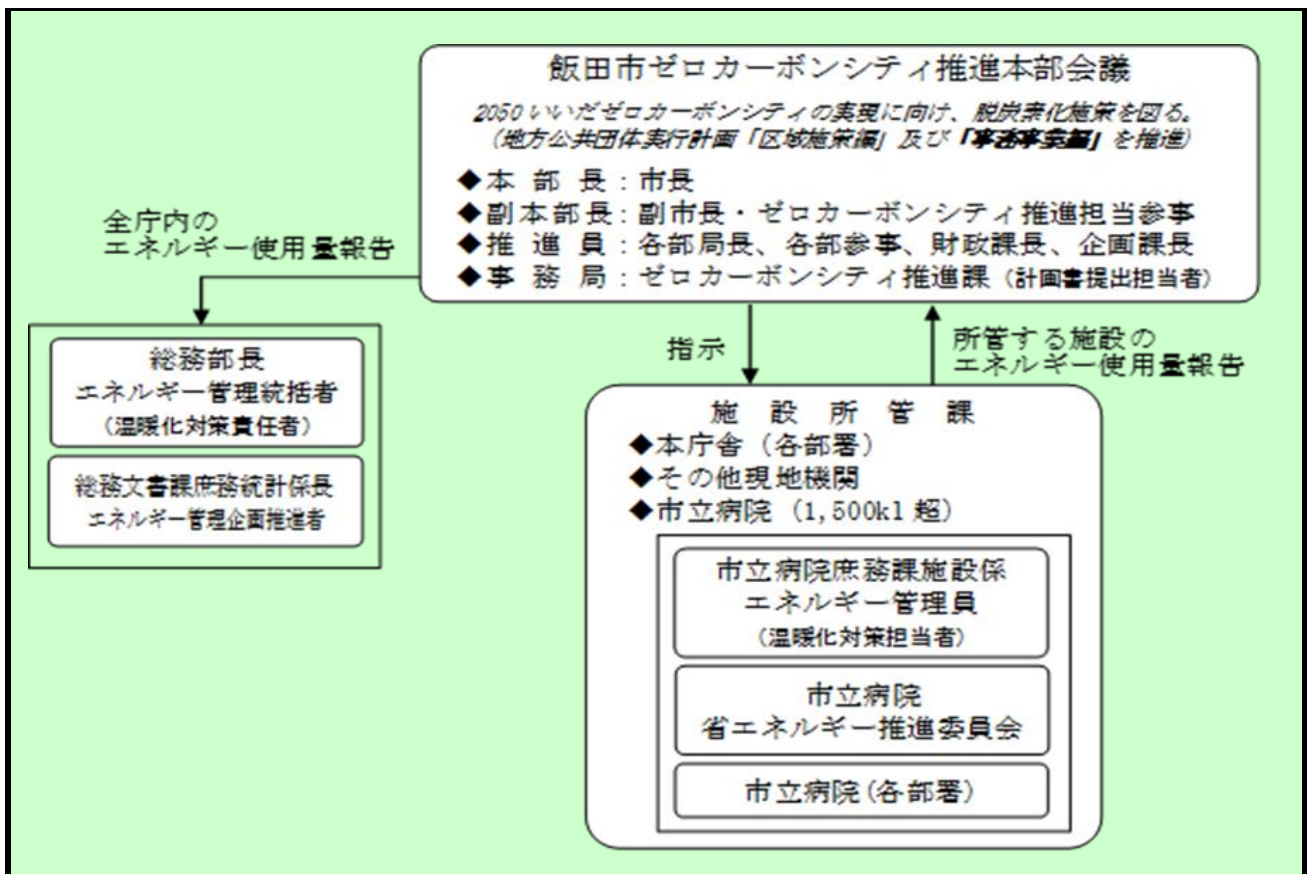 飯田市ゼロカーボンシティ推進本部会議
2050いいだゼロカーボンシティの実現に向け、脱炭素化施策を図る。
（地方公共団体実行計画「区域施策編」及び「事務事業編」を推進）
◆本 部 長：市長
◆副本部長：副市長・ゼロカーボンシティ推進担当参事
◆推 進 員：各部局長、各部参事、財政課長、企画課長
◆事 務 局：ゼロカーボンシティ推進課（計画書提出担当者）
全庁内の
エネルギー使用量報告
総務部長
エネルギー管理統括者
（温暖化対策責任者）
総務文書課庶務統計係長
エネルギー管理企画推進者
指示
所管する施設の
エネルギー使用量報告
施 設 所 管 課
◆本庁舎（各部署）
◆その他現地機関
◆市立病院（1,500kl超）
市立病院庶務課施設係
エネルギー管理員
（温暖化対策担当者）
市立病院
省エネルギー推進委員会
市立病院(各部署)